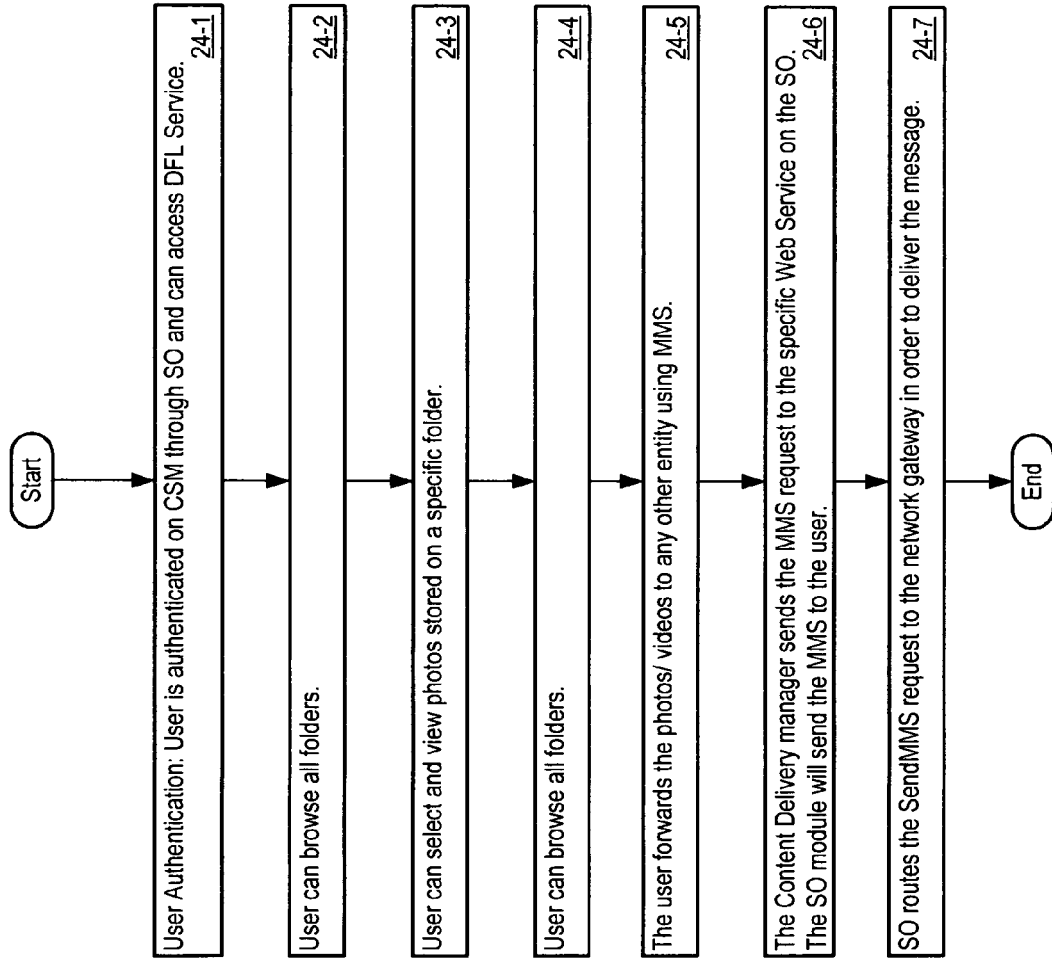 Start
User Authentication: User is authenticated on CSM through SO and can access DFL Service.
24-1
User can browse all folders.
24-2
User can select and view photos stored on a specific folder.
24-3
User can browse all folders.
24-4
The user forwards the photos/ videos to any other entity using MMS.
24-5
The Content Delivery manager sends the MMS request to the specific Web Service on the SO.
The SO module will send the MMS to the user.
24-6
SO routes the SendMMS request to the network gateway in order to deliver the message.
24-7
End